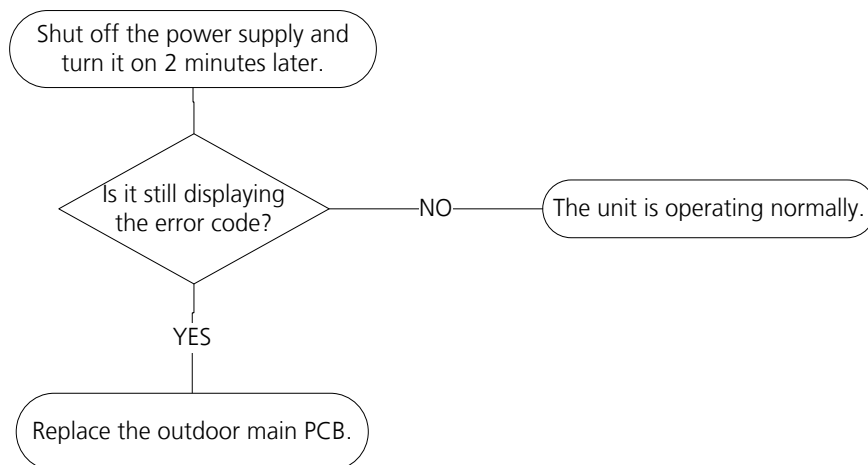 Shut off the power supply and
turn it on 2 minutes later.
Is it still displaying
the error code?
NO
The unit is operating normally.
YES
Replace the outdoor main PCB.